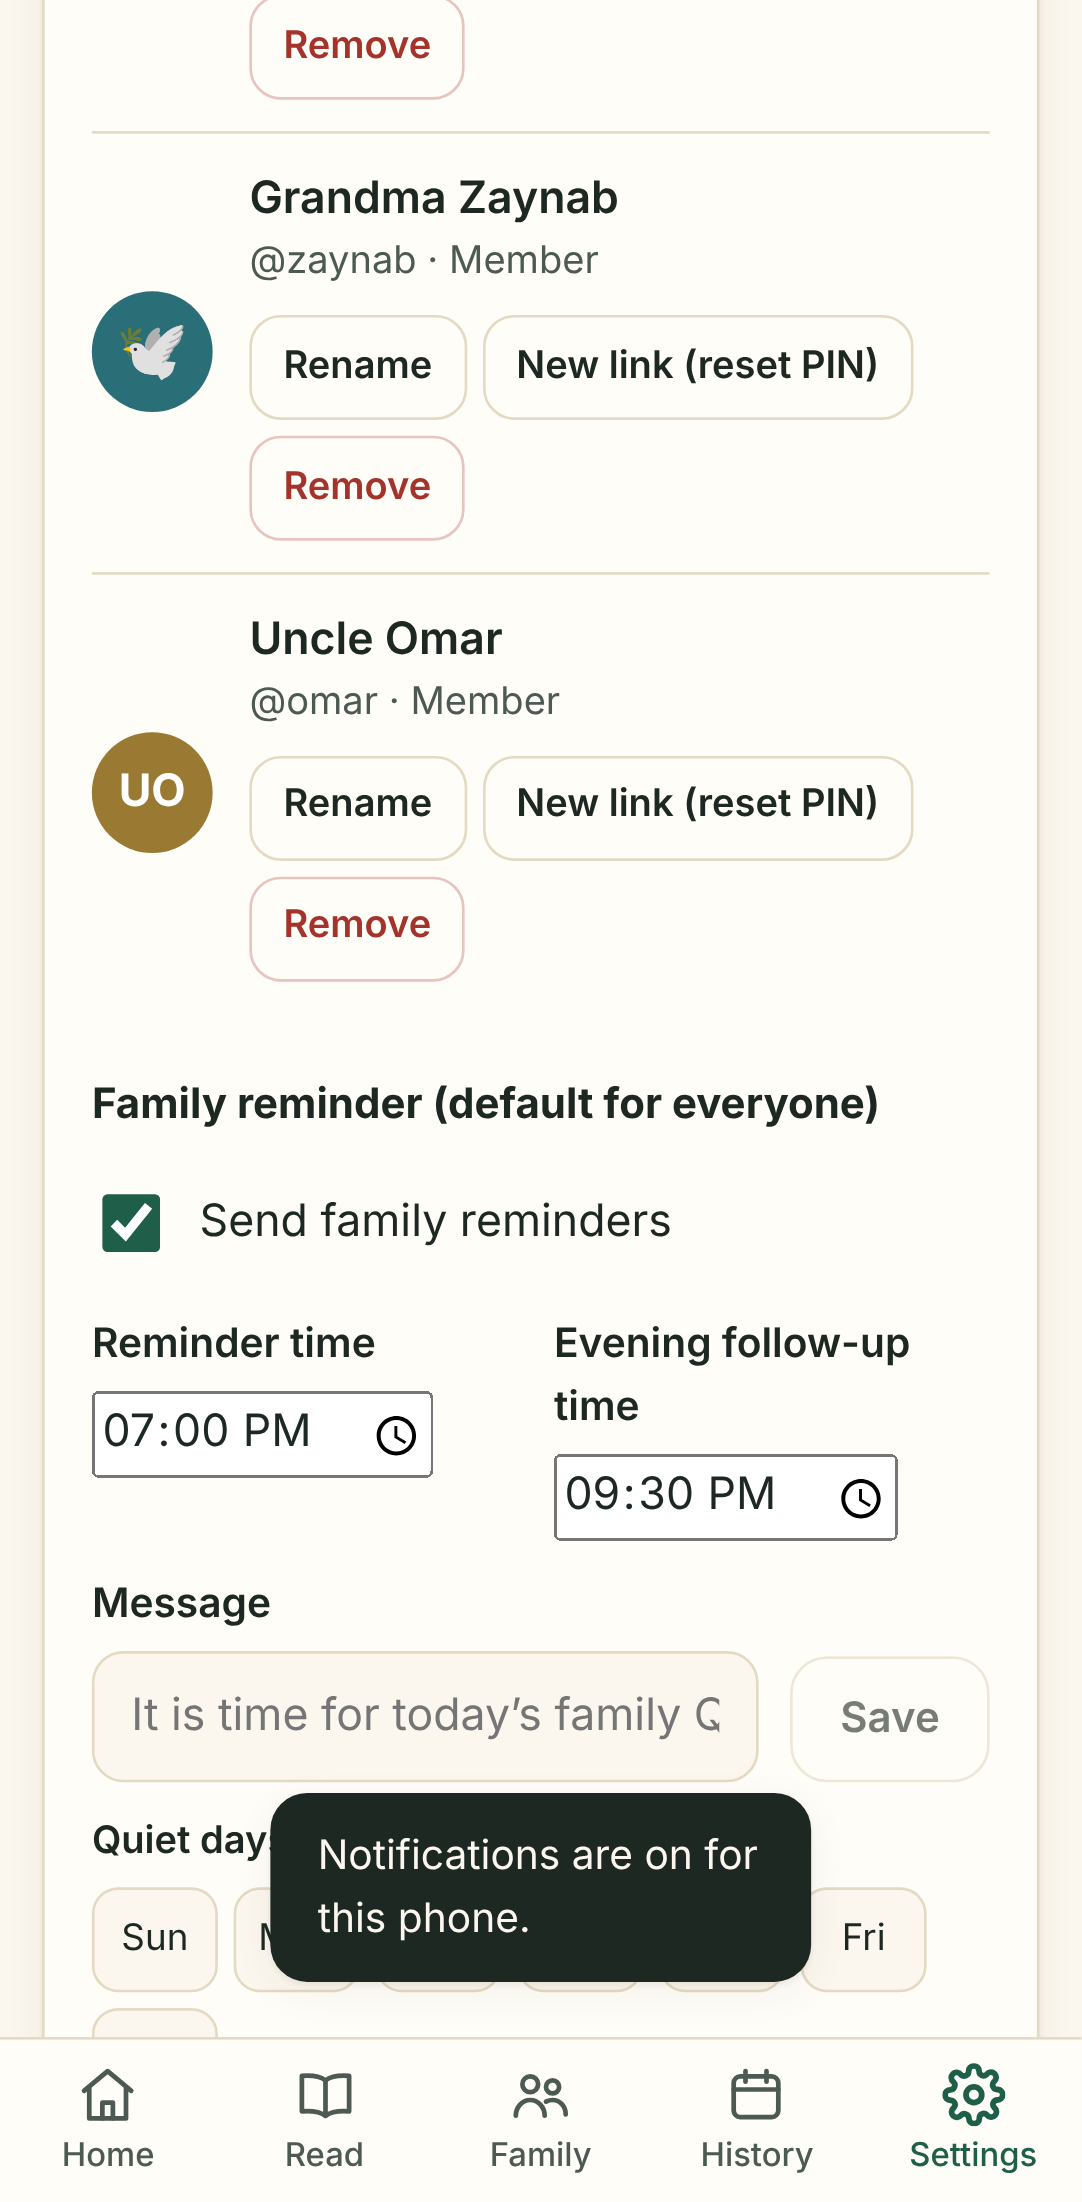 Remove
Grandma Zaynab
@zaynab · Member
Rename
New link (reset PIN)
Remove
Uncle Omar
@omar · Member
UO
Rename
New link (reset PIN)
Remove
Family reminder (default for everyone)
Send family reminders
Reminder time
07:00 PM
Evening follow-up
time
09:30 PM
Message
It is time for today’s family
Save
Quiet days
Notifications are on for
this phone.
Sun
Fri
Home
Read
Family
History
Settings